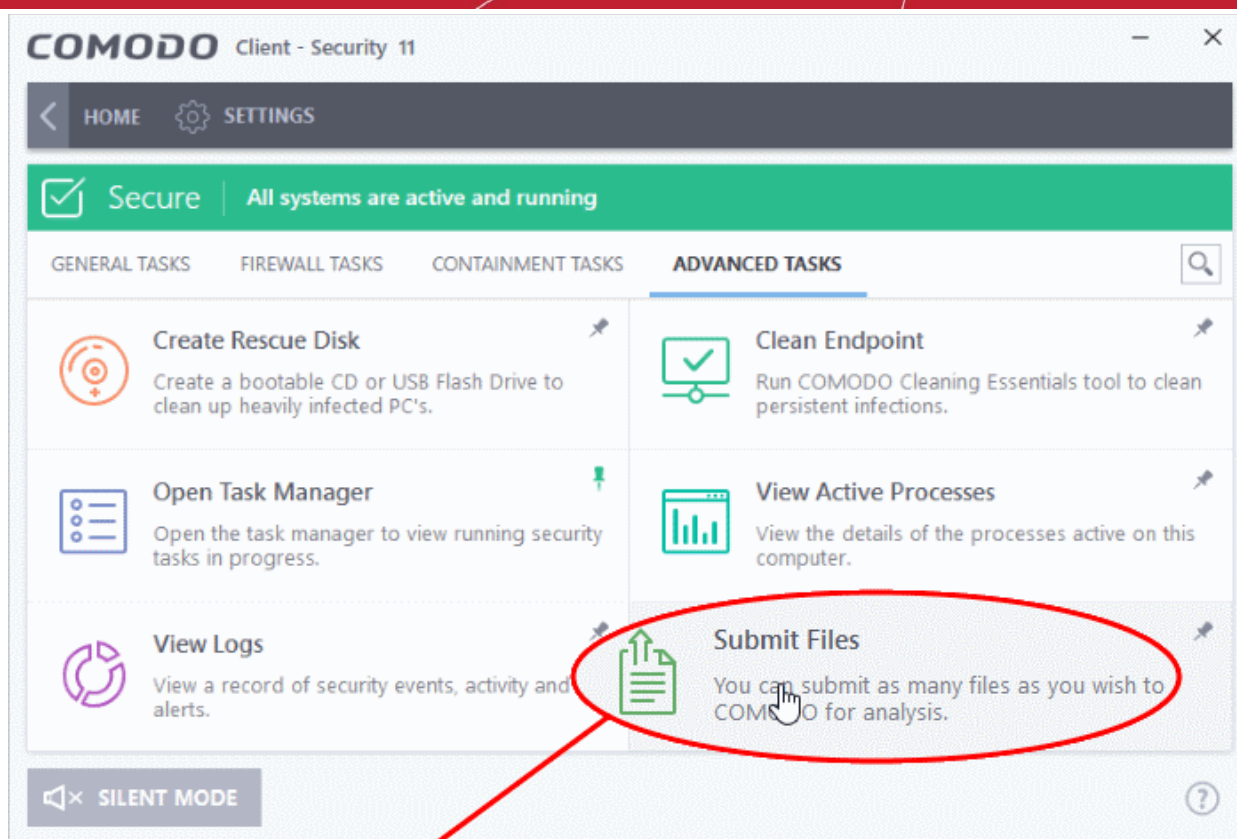 COMODO Client - Security 11
HOME SETTINGS
Secure All systems are active and running
GENERAL TASKS FIREWALL TASKS CONTAINMENT TASKS ADVANCED TASKS
Create Rescue Disk
Create a bootable CD or USB Flash Drive to
clean up heavily infected PC's.
Clean Endpoint
Run COMODO Cleaning Essentials tool to clean
persistent infections.
Open Task Manager
Open the task manager to view running security
tasks in progress.
View Active Processes
View the details of the processes active on this
computer.
View Logs
View a record of security events, activity and
alerts.
Submit Files
You can submit as many files as you wish to
COMODO for analysis.
SILENT MODE
?